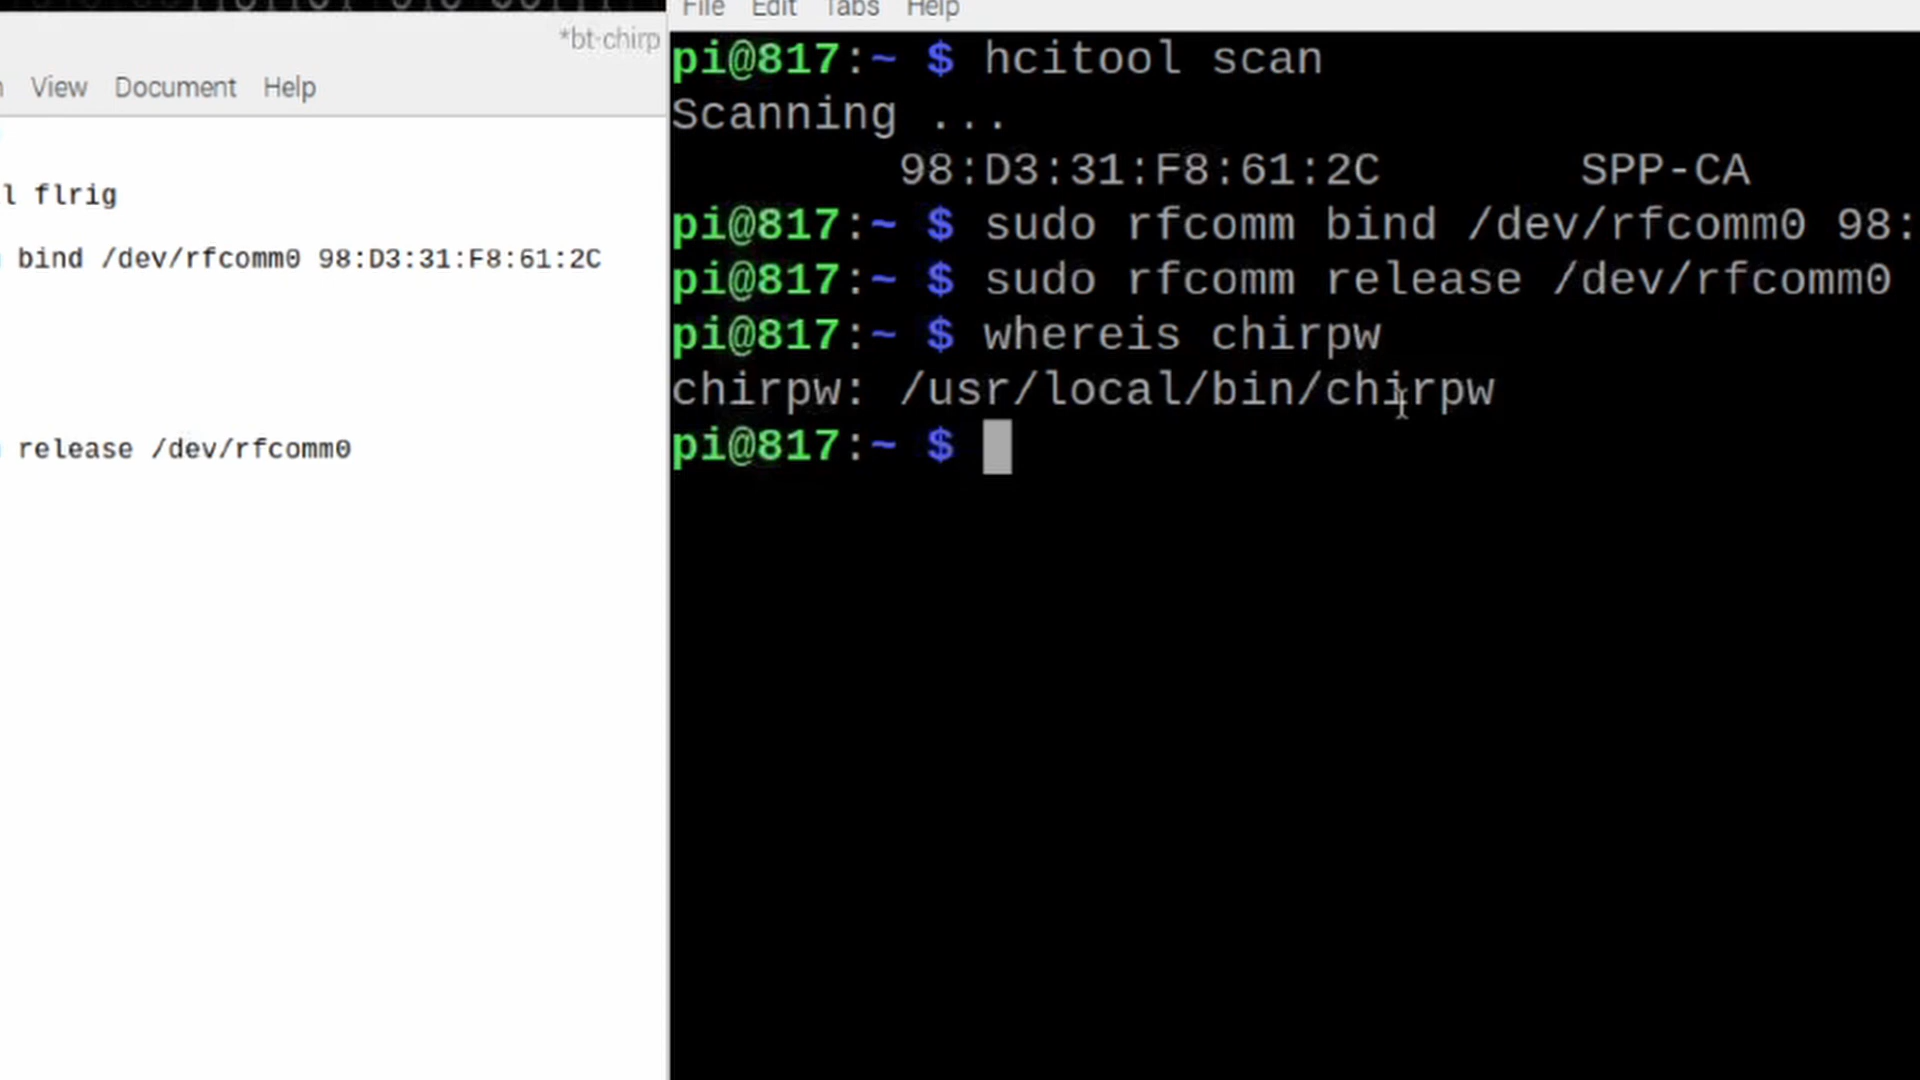 *bt-chirp
View Document Help
l flrig
bind /dev/rfcomm0 98:D3:31:F8:61:2C
release /dev/rfcomm0
File Edit Tabs Help
pi@817:~ $ hcitool scan
Scanning ...
98:D3:31:F8:61:2C SPP-CA
pi@817:~ $ sudo rfcomm bind /dev/rfcomm0 98:
pi@817:~ $ sudo rfcomm release /dev/rfcomm0
pi@817:~ $ whereis chirpw
chirpw: /usr/local/bin/chirpw
pi@817:~ $